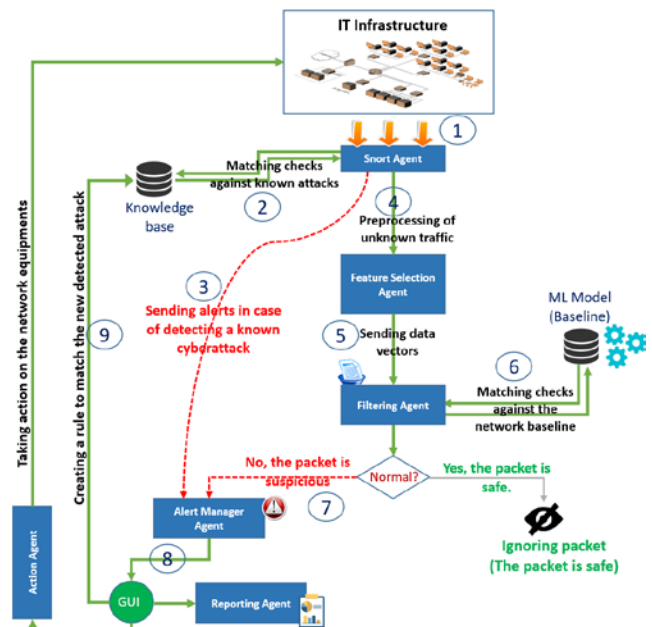 IT Infrastructure
1
Snort Agent
Matching checks
against known attacks
2
Knowledge
base
4
Preprocessing of
unknown traffic
3
Sending alerts in case
of detecting a known
cyberattack
Feature Selection
Agent
ML Model
(Baseline)
5
Sending data
vectors
6
Filtering Agent
Matching checks
against the
network baseline
9
Taking action on the network equipments
Creating a rule to match the new detected attack
No, the packet is
suspicious
Normal?
Yes, the packet is
safe.
7
Alert Manager
Agent
Ignoring packet
(The packet is safe)
8
Action Agent
GUI
Reporting Agent